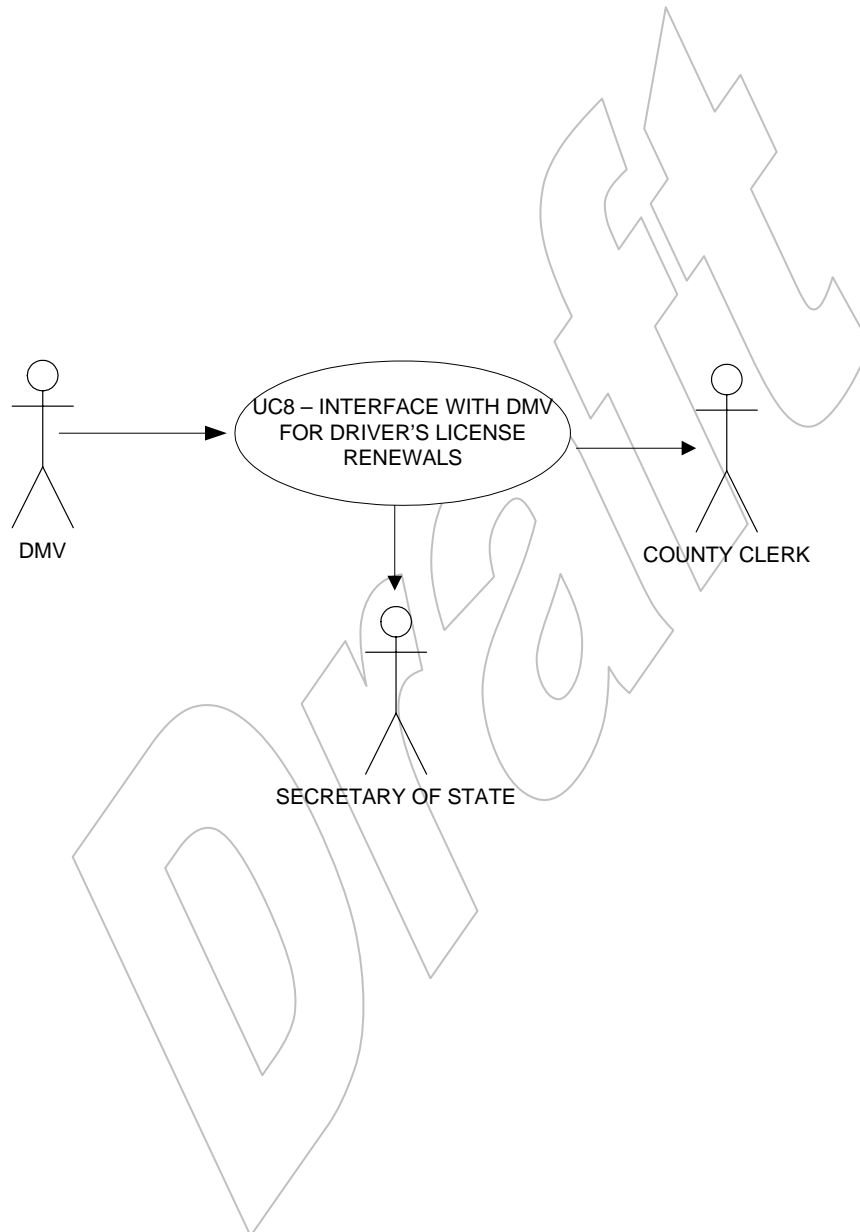 UC8 – INTERFACE WITH DMV
FOR DRIVER'S LICENSE
RENEWALS
DMV
COUNTY CLERK
SECRETARY OF STATE
Draft